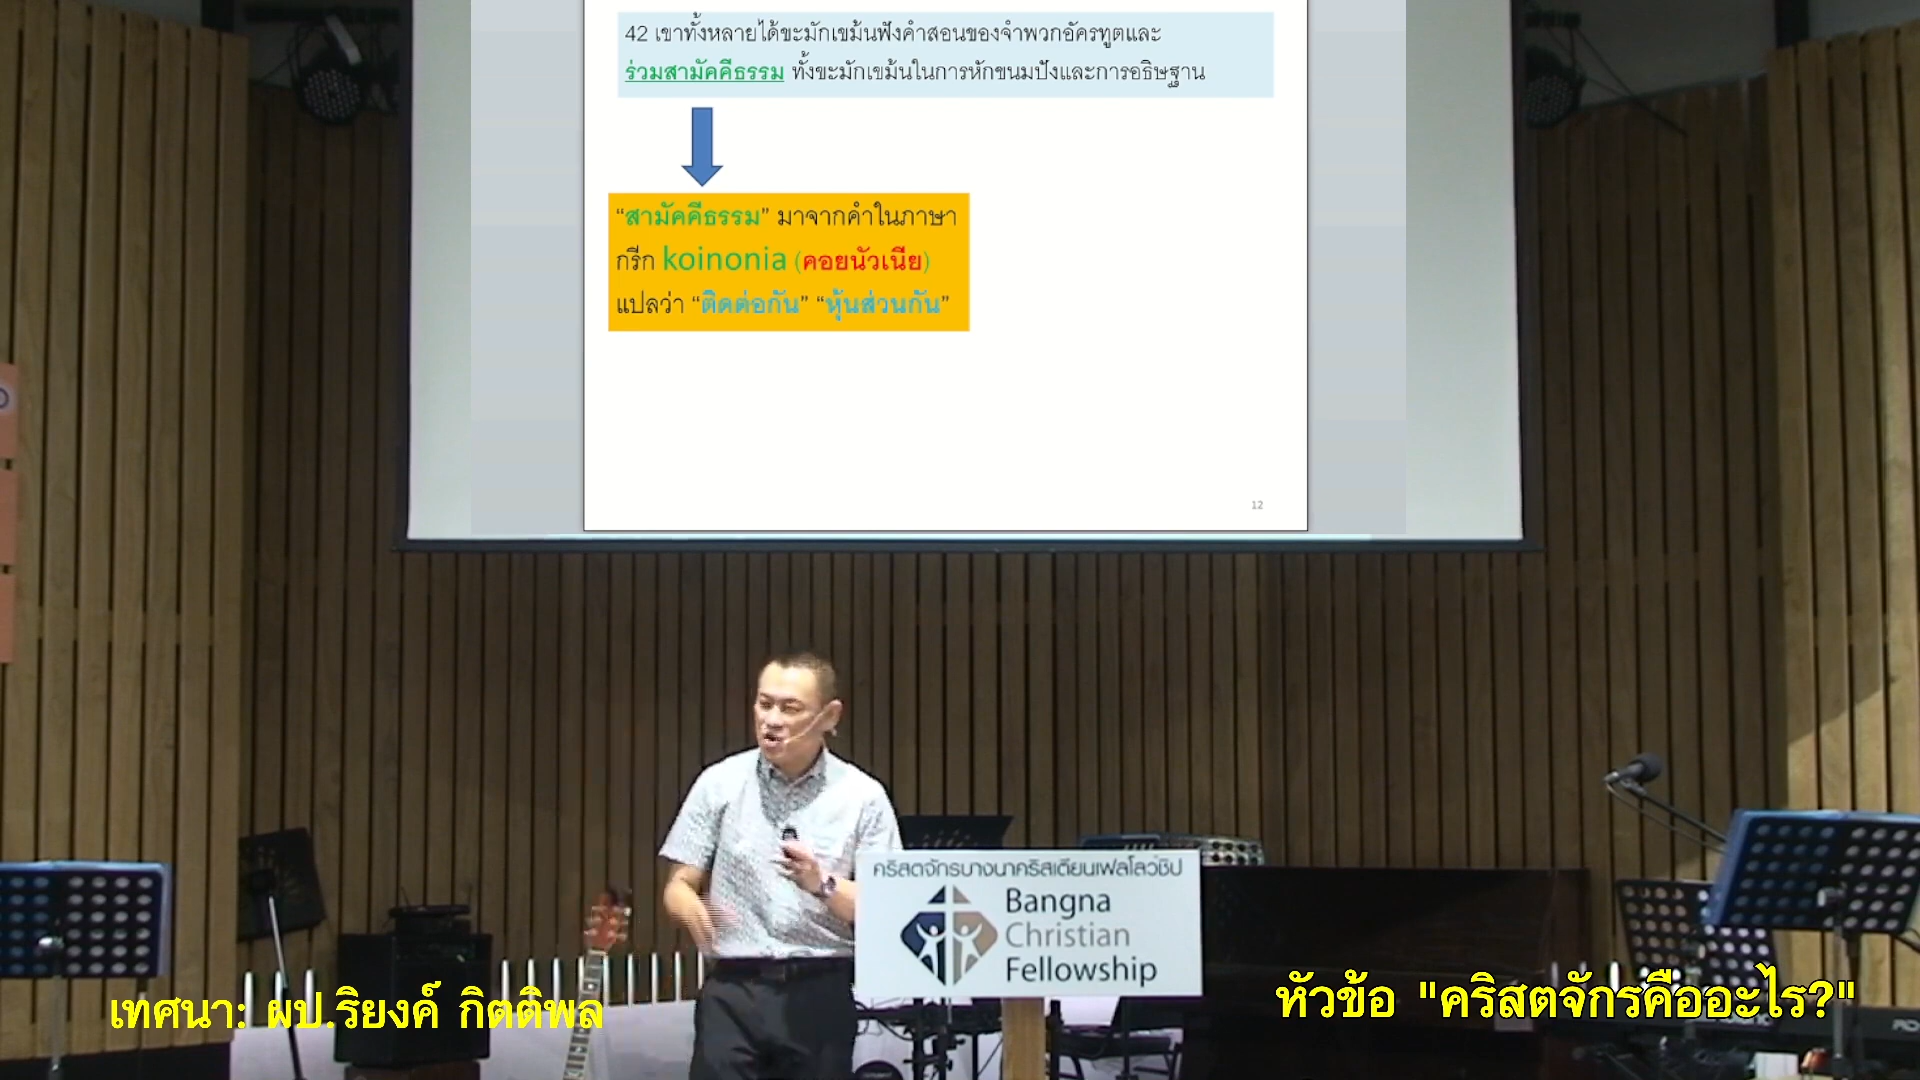 42 เขาทั้งหลายได้ขะมักเขม้นฟังคำสอนของจำพวกอัครทูตและ
ร่วมสามัคคีธรรม ทั้งขะมักเขม้นในการหักขนมปังและการอธิษฐาน
“สามัคคีธรรม” มาจากคำในภาษา
กรีก koinonia (คอยนัวเนีย)
แปลว่า “ติดต่อกัน” “หุ้นส่วนกัน”
12
คริสตจักรบางนาคริสเตียนเฟลโลว์ชิป
Bangna
Christian
Fellowship
เทศนา: ผป.ริยงค์ กิตติพล
หัวข้อ "คริสตจักรคืออะไร?"